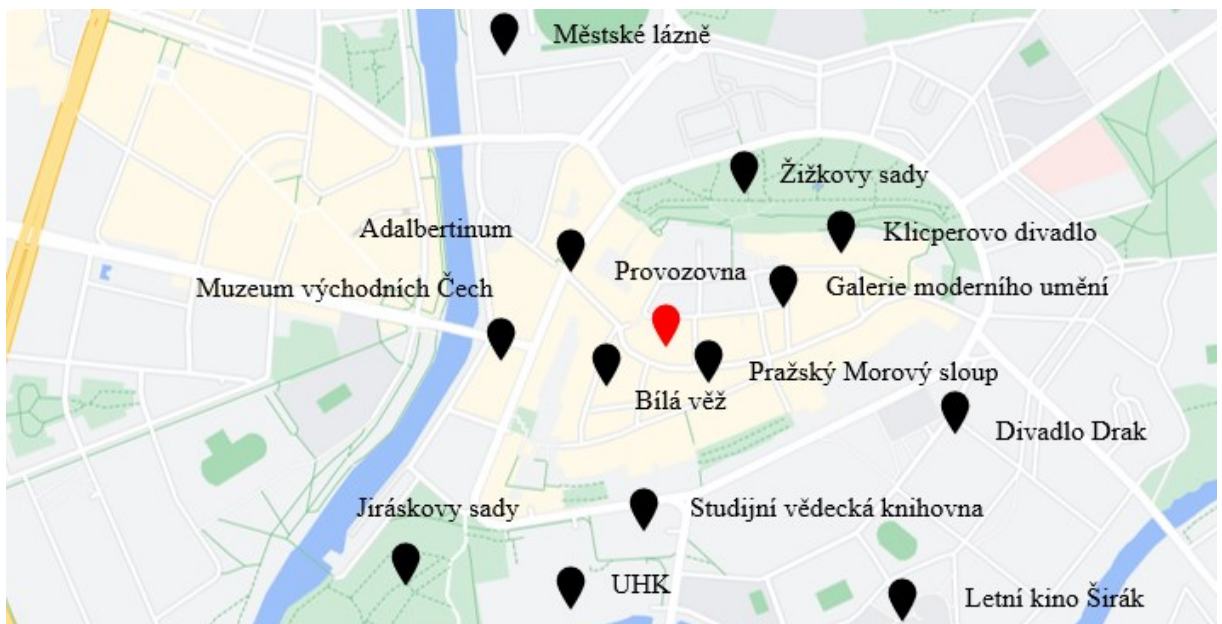 Městské lázně
Žižkovy sady
Adalbertinum
Klicperovo divadlo
Provozovna
Muzeum východních Čech
Galerie moderního umění
Pražský Morový sloup
Bílá věž
Divadlo Drak
Jiráskovy sady
Studijní vědecká knihovna
UHK
Letní kino Širák